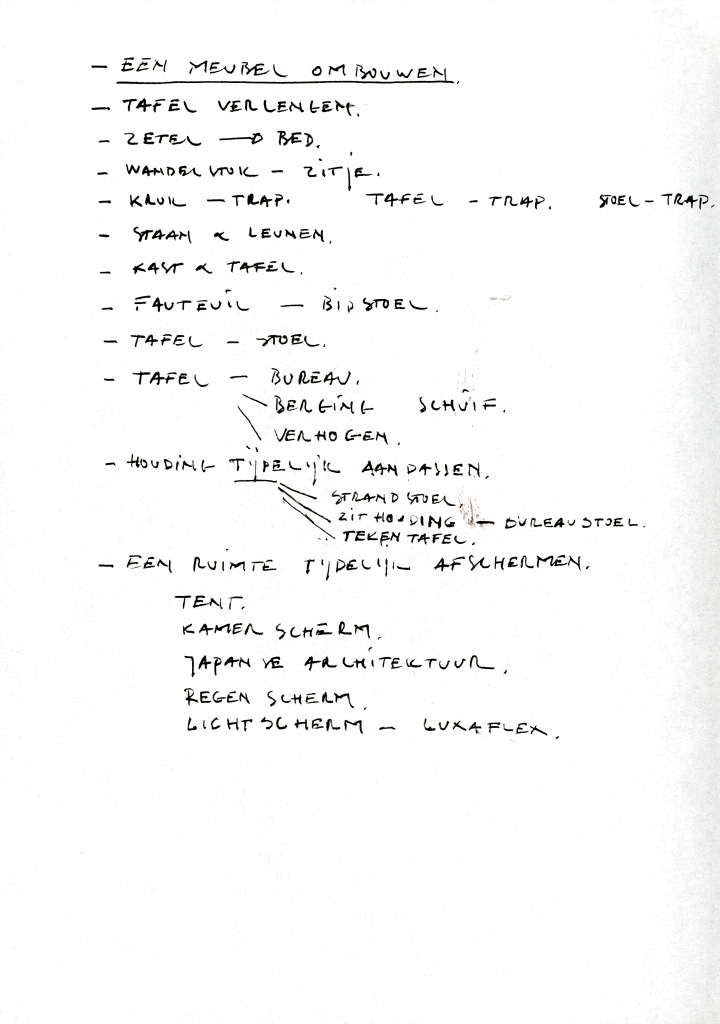 - EEN MEUBEL OMBOUWEN.
- TAFEL VERLENGEN.
- ZETEL → BED.
- WANDELSTUK - ZITJE.
- KRUK - TRAP. TAFEL - TRAP. STOEL - TRAP.
- STAAN & LEUNEN.
- KAST & TAFEL.
- FAUTEUIL - BIDSTOEL.
- TAFEL - STOEL.
- TAFEL - BUREAU.
BERGING SCHUIF.
VERHOGEN.
- HOUDING TIJDELIJK AANPASSEN.
STRANDSTOEL.
ZITHOUDING - BUREAUSTOEL.
TEKENTAFEL.
- EEN RUIMTE TIJDELIJK AFSCHERMEN.
TENT.
KAMERSCHERM.
JAPANSE ARCHITEKTUUR.
REGENSCHERM.
LICHTSCHERM - LUXAFLEX.